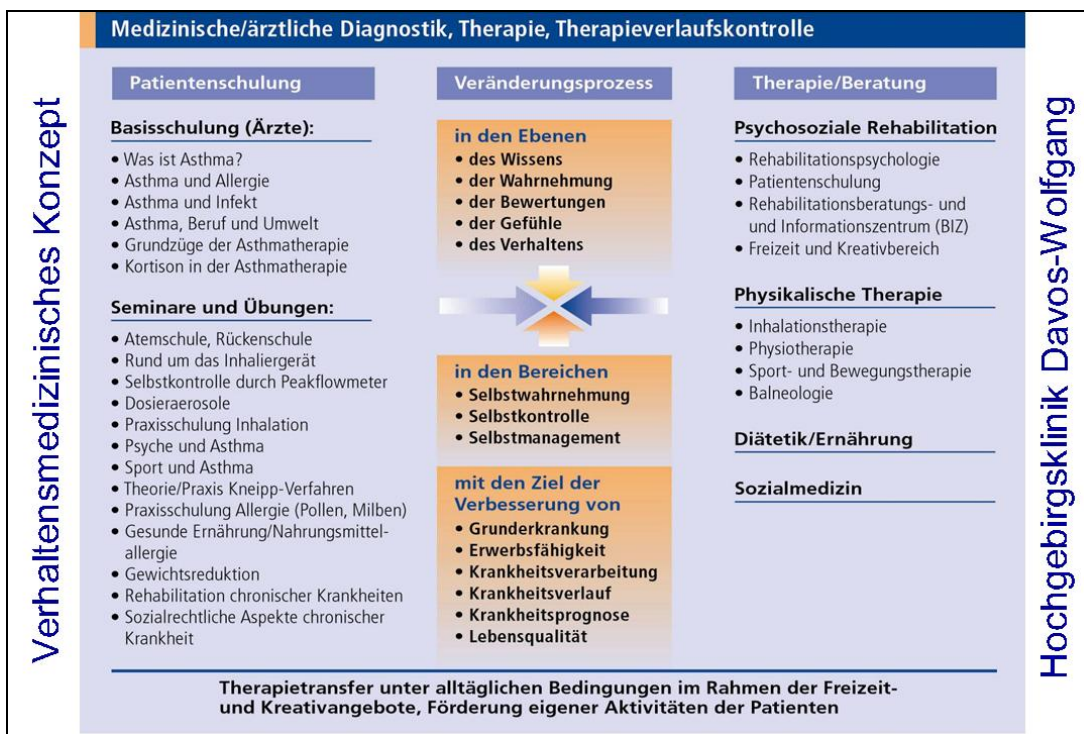 Verhaltensmedizinisches Konzept
Medizinische/ärztliche Diagnostik, Therapie, Therapieverlaufskontrolle
Patientenschulung
Basisschulung (Ärzte):
• Was ist Asthma?
• Asthma und Allergie
• Asthma und Infekt
• Asthma, Beruf und Umwelt
• Grundzüge der Asthmatherapie
• Kortison in der Asthmatherapie
Seminare und Übungen:
• Atemschule, Rückenschule
• Rund um das Inhaliergerät
• Selbstkontrolle durch Peakflowmeter
• Dosieraerosole
• Praxisschulung Inhalation
• Psyche und Asthma
• Sport und Asthma
• Theorie/Praxis Kneipp-Verfahren
• Praxisschulung Allergie (Pollen, Milben)
• Gesunde Ernährung/Nahrungsmittel-
allergie
• Gewichtsreduktion
• Rehabilitation chronischer Krankheiten
• Sozialrechtliche Aspekte chronischer
Krankheit
Veränderungsprozess
in den Ebenen
• des Wissens
• der Wahrnehmung
• der Bewertungen
• der Gefühle
• des Verhaltens
in den Bereichen
• Selbstwahrnehmung
• Selbstkontrolle
• Selbstmanagement
mit den Ziel der
Verbesserung von
• Grunderkrankung
• Erwerbsfähigkeit
• Krankheitsverarbeitung
• Krankheitsverlauf
• Krankheitsprognose
• Lebensqualität
Therapie/Beratung
Psychosoziale Rehabilitation
• Rehabilitationspsychologie
• Patientenschulung
• Rehabilitationsberatungs- und
und Informationszentrum (BIZ)
• Freizeit und Kreativbereich
Physikalische Therapie
• Inhalationstherapie
• Physiotherapie
• Sport- und Bewegungstherapie
• Balneologie
Diätetik/Ernährung
Sozialmedizin
Therapietransfer unter alltäglichen Bedingungen im Rahmen der Freizeit-
und Kreativangebote, Förderung eigener Aktivitäten der Patienten
Hochgebirgsklinik Davos-Wolfgang